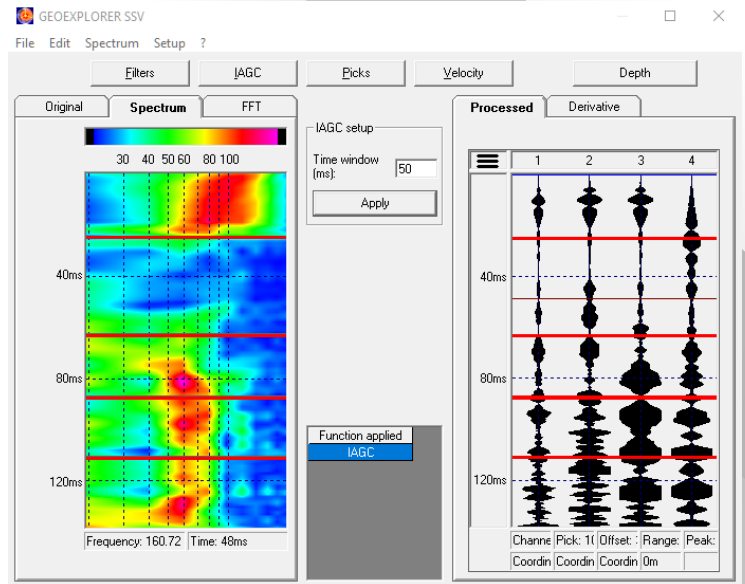 GEOEXPLORER SSV
File Edit Spectrum Setup ?
Filters IAGC Picks Velocity Depth
Original Spectrum FFT
30 40 50 60 80 100
40ms
80ms
120ms
Frequency: 160.72 Time: 48ms
IAGC setup
Time window
(ms): 50
Apply
Function applied
IAGC
Processed Derivative
1 2 3 4
40ms
80ms
120ms
Channe Pick: 1( Offset: : Range: Peak:
Coordin Coordin Coordin 0m